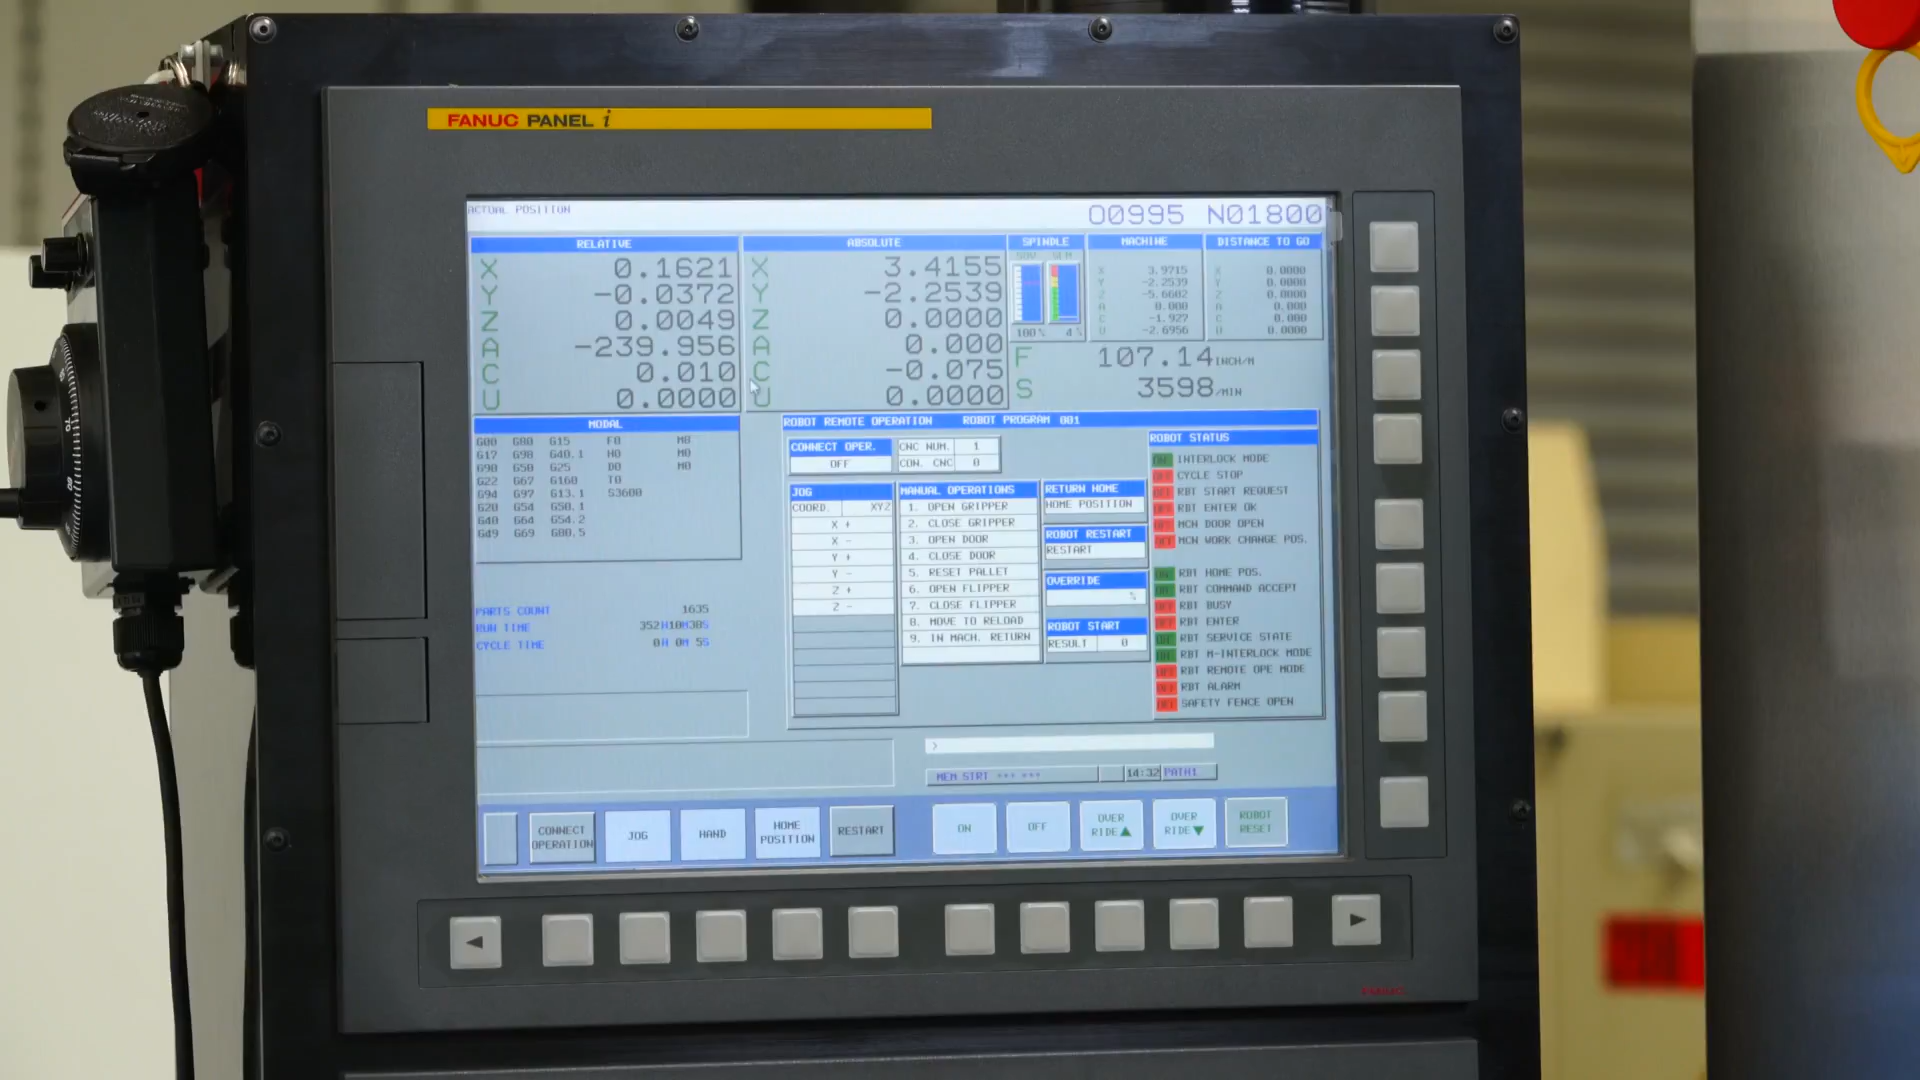 FANUC PANEL i
ACTUAL POSITION
O0995 N01800
RELATIVE
X 0.1621
Y -0.0372
Z 0.0049
A -239.956
C 0.010
U 0.0000
ABSOLUTE
X 3.4155
Y -2.2539
Z 0.0000
A 0.000
C -0.075
U 0.0000
SPINDLE
100% 4%
MACHINE
X 3.9715
Y -2.2539
Z -5.6602
A 0.000
C -1.927
U -2.6956
DISTANCE TO GO
X 0.0000
Y 0.0000
Z 0.0000
A 0.000
C 0.000
U 0.0000
F 107.14 INCH/M
S 3598 /MIN
MODAL
G00 G80 G15 F0 M8
G17 G98 G40.1 H0 M0
G90 G50 G25 D0 M0
G22 G67 G160 T0
G94 G97 G13.1 S3600
G20 G54 G50.1
G40 G64 G54.2
G49 G69 G80.5
PARTS COUNT 1635
RUN TIME 352H10M38S
CYCLE TIME 0H 0M 5S
ROBOT REMOTE OPERATION ROBOT PROGRAM 001
CONNECT OPER.
OFF
CNC NUM. 1
CON. CNC 0
JOG
COORD. XYZ
X +
X -
Y +
Y -
Z +
Z -
MANUAL OPERATIONS
1. OPEN GRIPPER
2. CLOSE GRIPPER
3. OPEN DOOR
4. CLOSE DOOR
5. RESET PALLET
6. OPEN FLIPPER
7. CLOSE FLIPPER
8. MOVE TO RELOAD
9. IN MACH. RETURN
RETURN HOME
HOME POSITION
ROBOT RESTART
RESTART
OVERRIDE
%
ROBOT START
RESULT 0
ROBOT STATUS
INTERLOCK MODE
CYCLE STOP
RBT START REQUEST
RBT ENTER OK
MCH DOOR OPEN
MCH WORK CHANGE POS.
RBT HOME POS.
RBT COMMAND ACCEPT
RBT BUSY
RBT ENTER
RBT SERVICE STATE
RBT M-INTERLOCK MODE
RBT REMOTE OPE MODE
RBT ALARM
SAFETY FENCE OPEN
>
MEM STRT *** *** 14:32 PATH1
CONNECT OPERATION
JOG
HAND
HOME POSITION
RESTART
ON
OFF
OVER RIDE▲
OVER RIDE▼
ROBOT RESET
FANUC